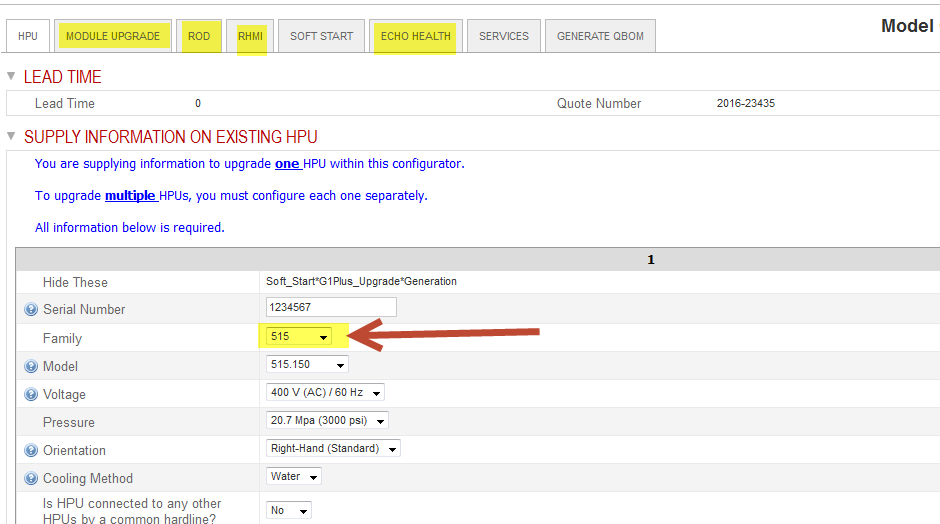 Model
HPU MODULE UPGRADE ROD RHMI SOFT START ECHO HEALTH SERVICES GENERATE QBOM
LEAD TIME
Lead Time 0 Quote Number 2016-23435
SUPPLY INFORMATION ON EXISTING HPU
You are supplying information to upgrade one HPU within this configurator.
To upgrade multiple HPUs, you must configure each one separately.
All information below is required.
1
Hide These Soft_Start*G1Plus_Upgrade*Generation
Serial Number 1234567
Family 515
Model 515.150
Voltage 400 V (AC) / 60 Hz
Pressure 20.7 Mpa (3000 psi)
Orientation Right-Hand (Standard)
Cooling Method Water
Is HPU connected to any other
HPUs by a common hardline? No